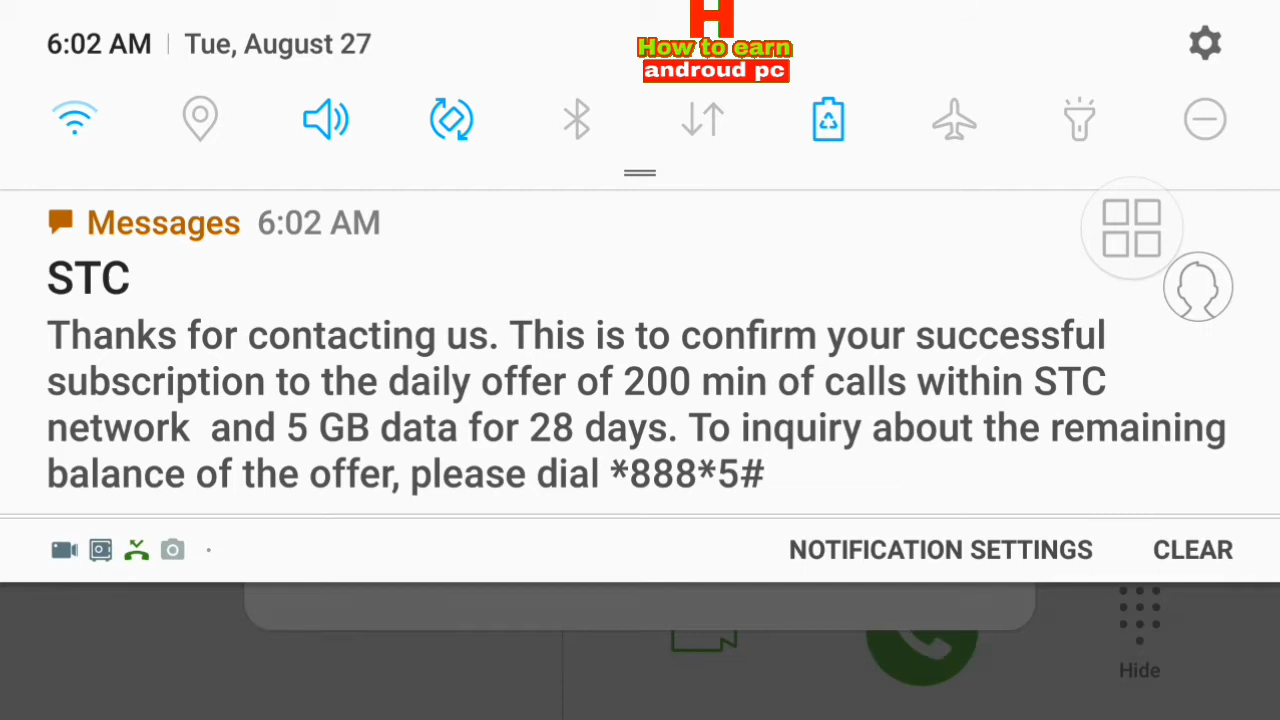 H
How to earn
androud pc
6:02 AM Tue, August 27
Messages 6:02 AM
STC
Thanks for contacting us. This is to confirm your successful
subscription to the daily offer of 200 min of calls within STC
network and 5 GB data for 28 days. To inquiry about the remaining
balance of the offer, please dial *888*5#
NOTIFICATION SETTINGS CLEAR
Hide